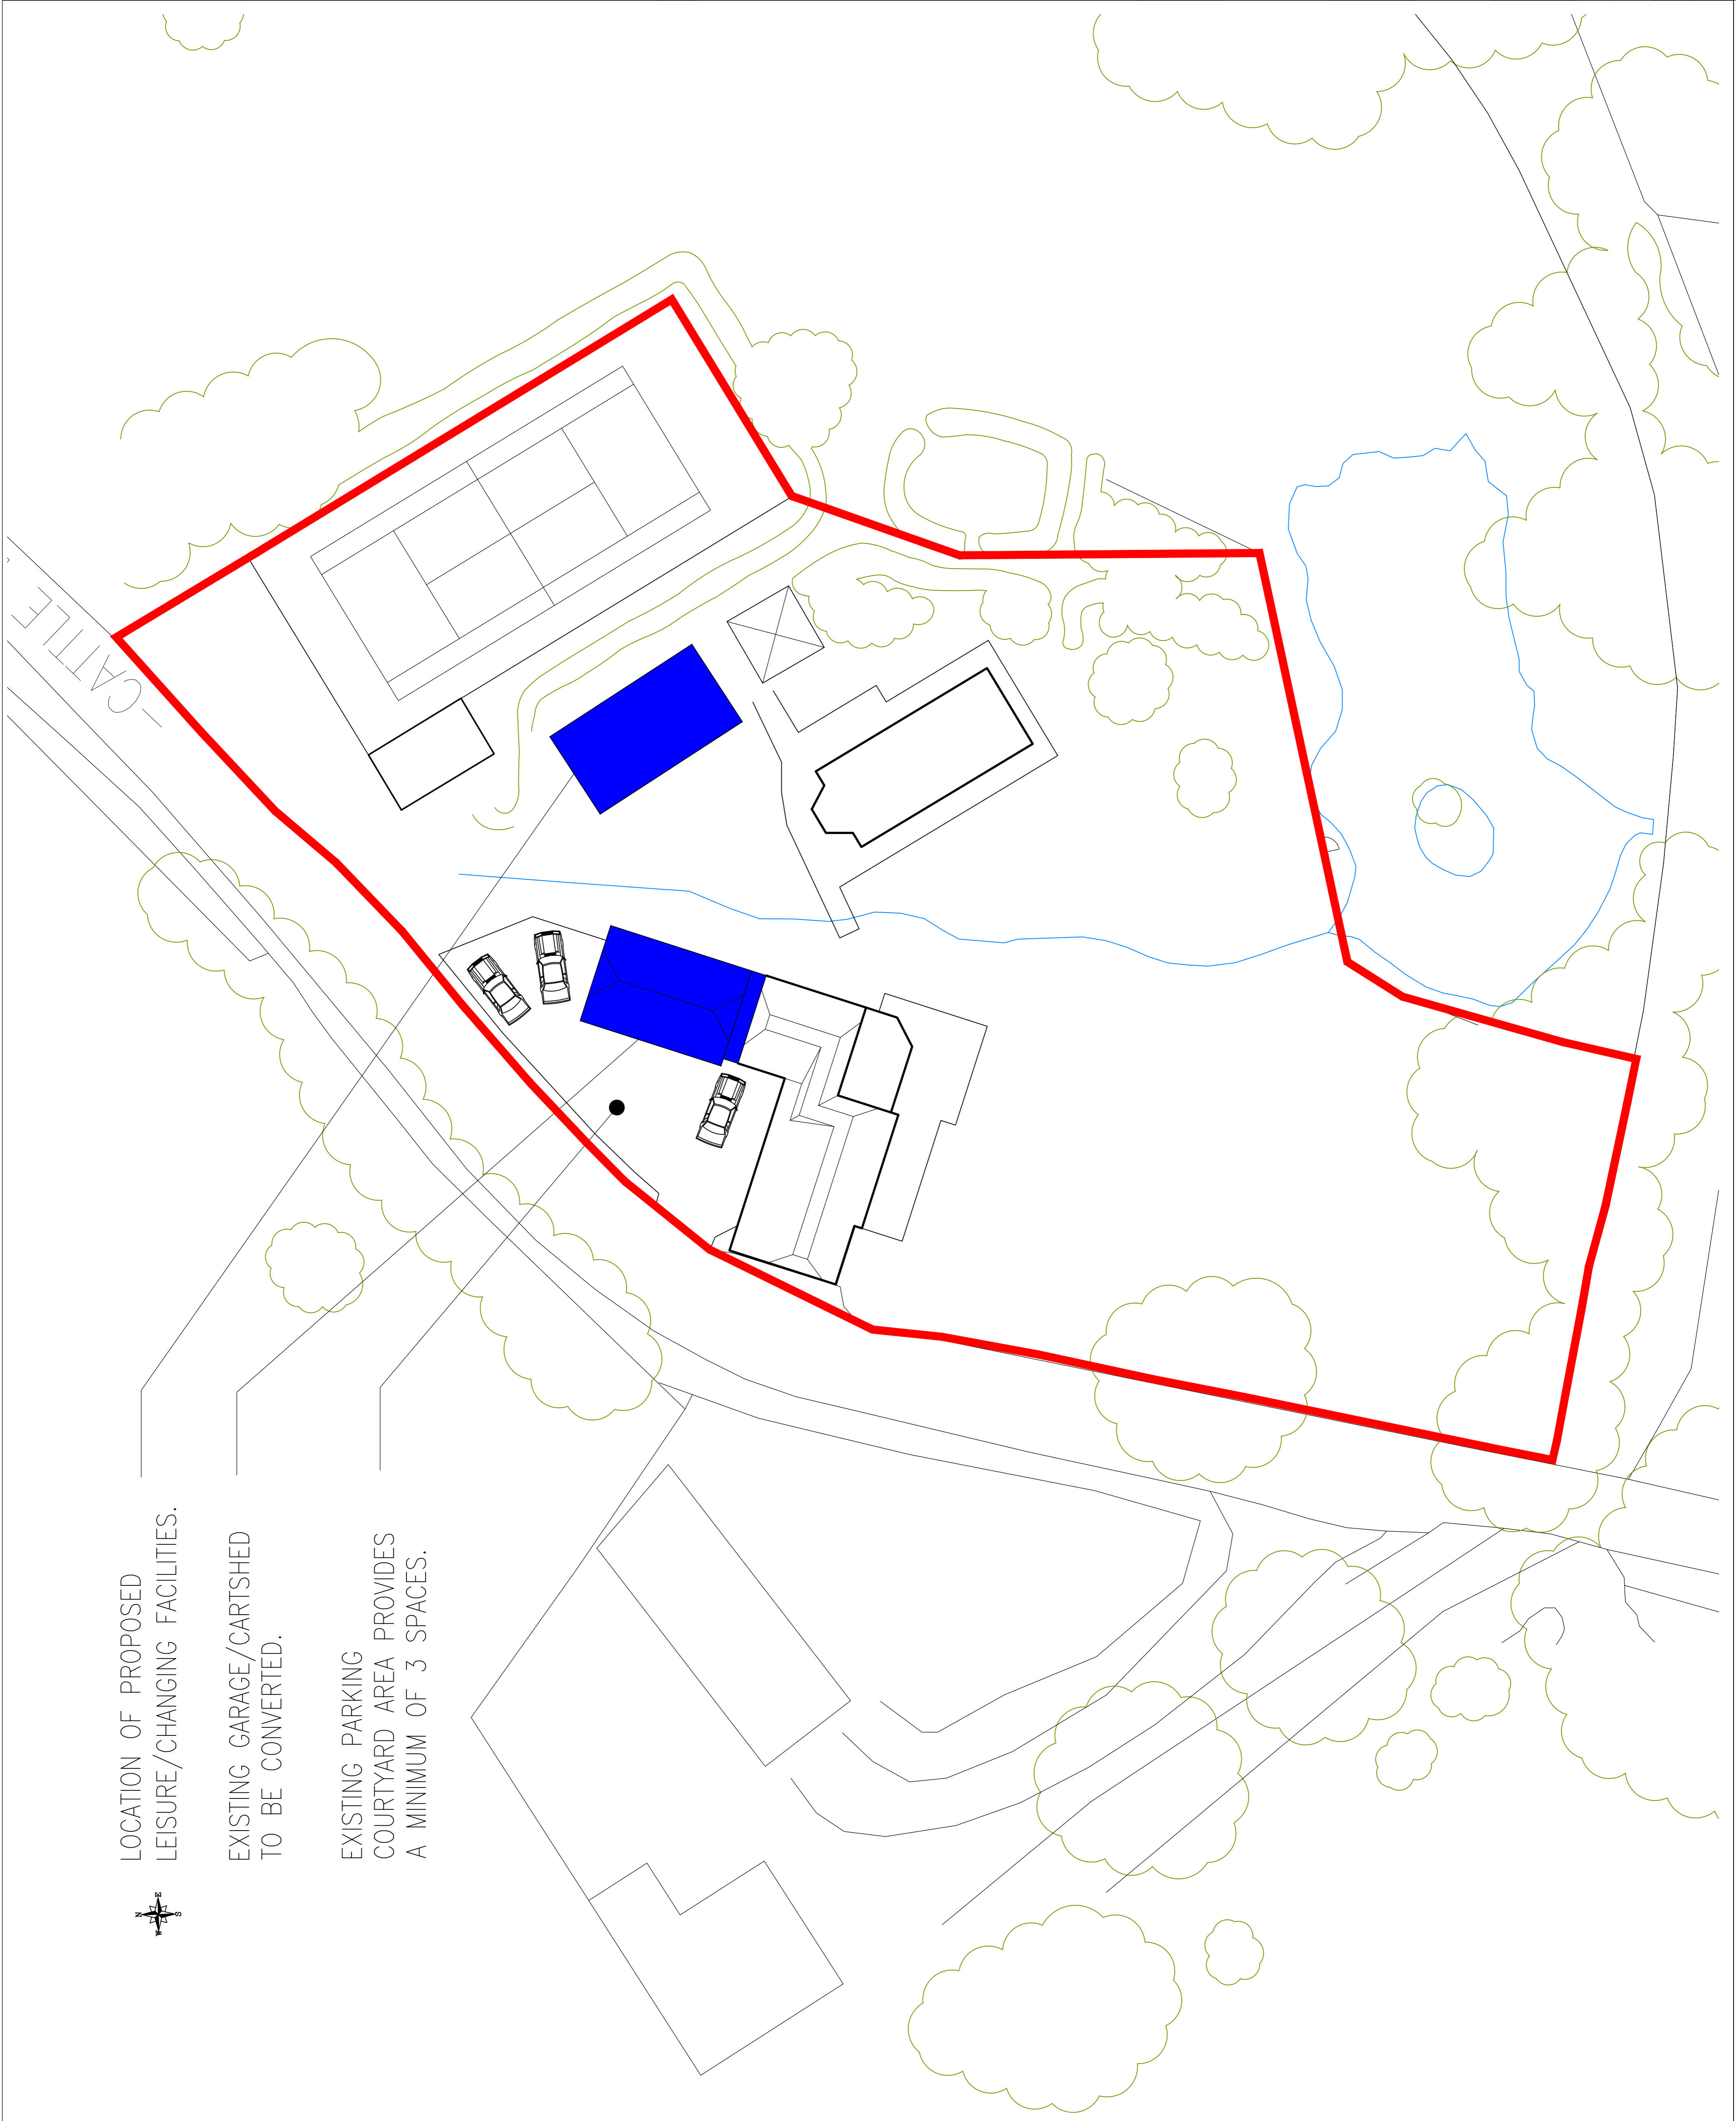 LOCATION OF PROPOSED
LEISURE/CHANGING FACILITIES.
EXISTING GARAGE/CARTSHED
TO BE CONVERTED.
EXISTING PARKING
COURTYARD AREA PROVIDES
A MINIMUM OF 3 SPACES.
N
E
S
W
CATTLE